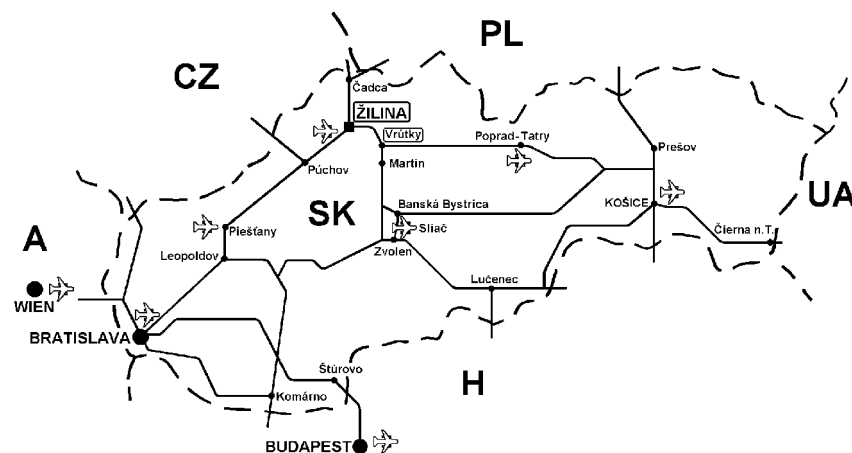 PL
CZ
Čadca
ŽILINA
Vrútky
Poprad-Tatry
Prešov
Púchov
Martin
UA
SK
Banská Bystrica
KOŠICE
A
Piešťany
Sliač
Čierna n.T.
Leopoldov
Zvolen
Lučenec
WIEN
BRATISLAVA
H
Štúrovo
Komárno
BUDAPEST